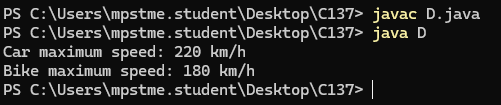 PS C:\Users\mpstme.student\Desktop\C137> javac D.java
PS C:\Users\mpstme.student\Desktop\C137> java D
Car maximum speed: 220 km/h
Bike maximum speed: 180 km/h
PS C:\Users\mpstme.student\Desktop\C137>